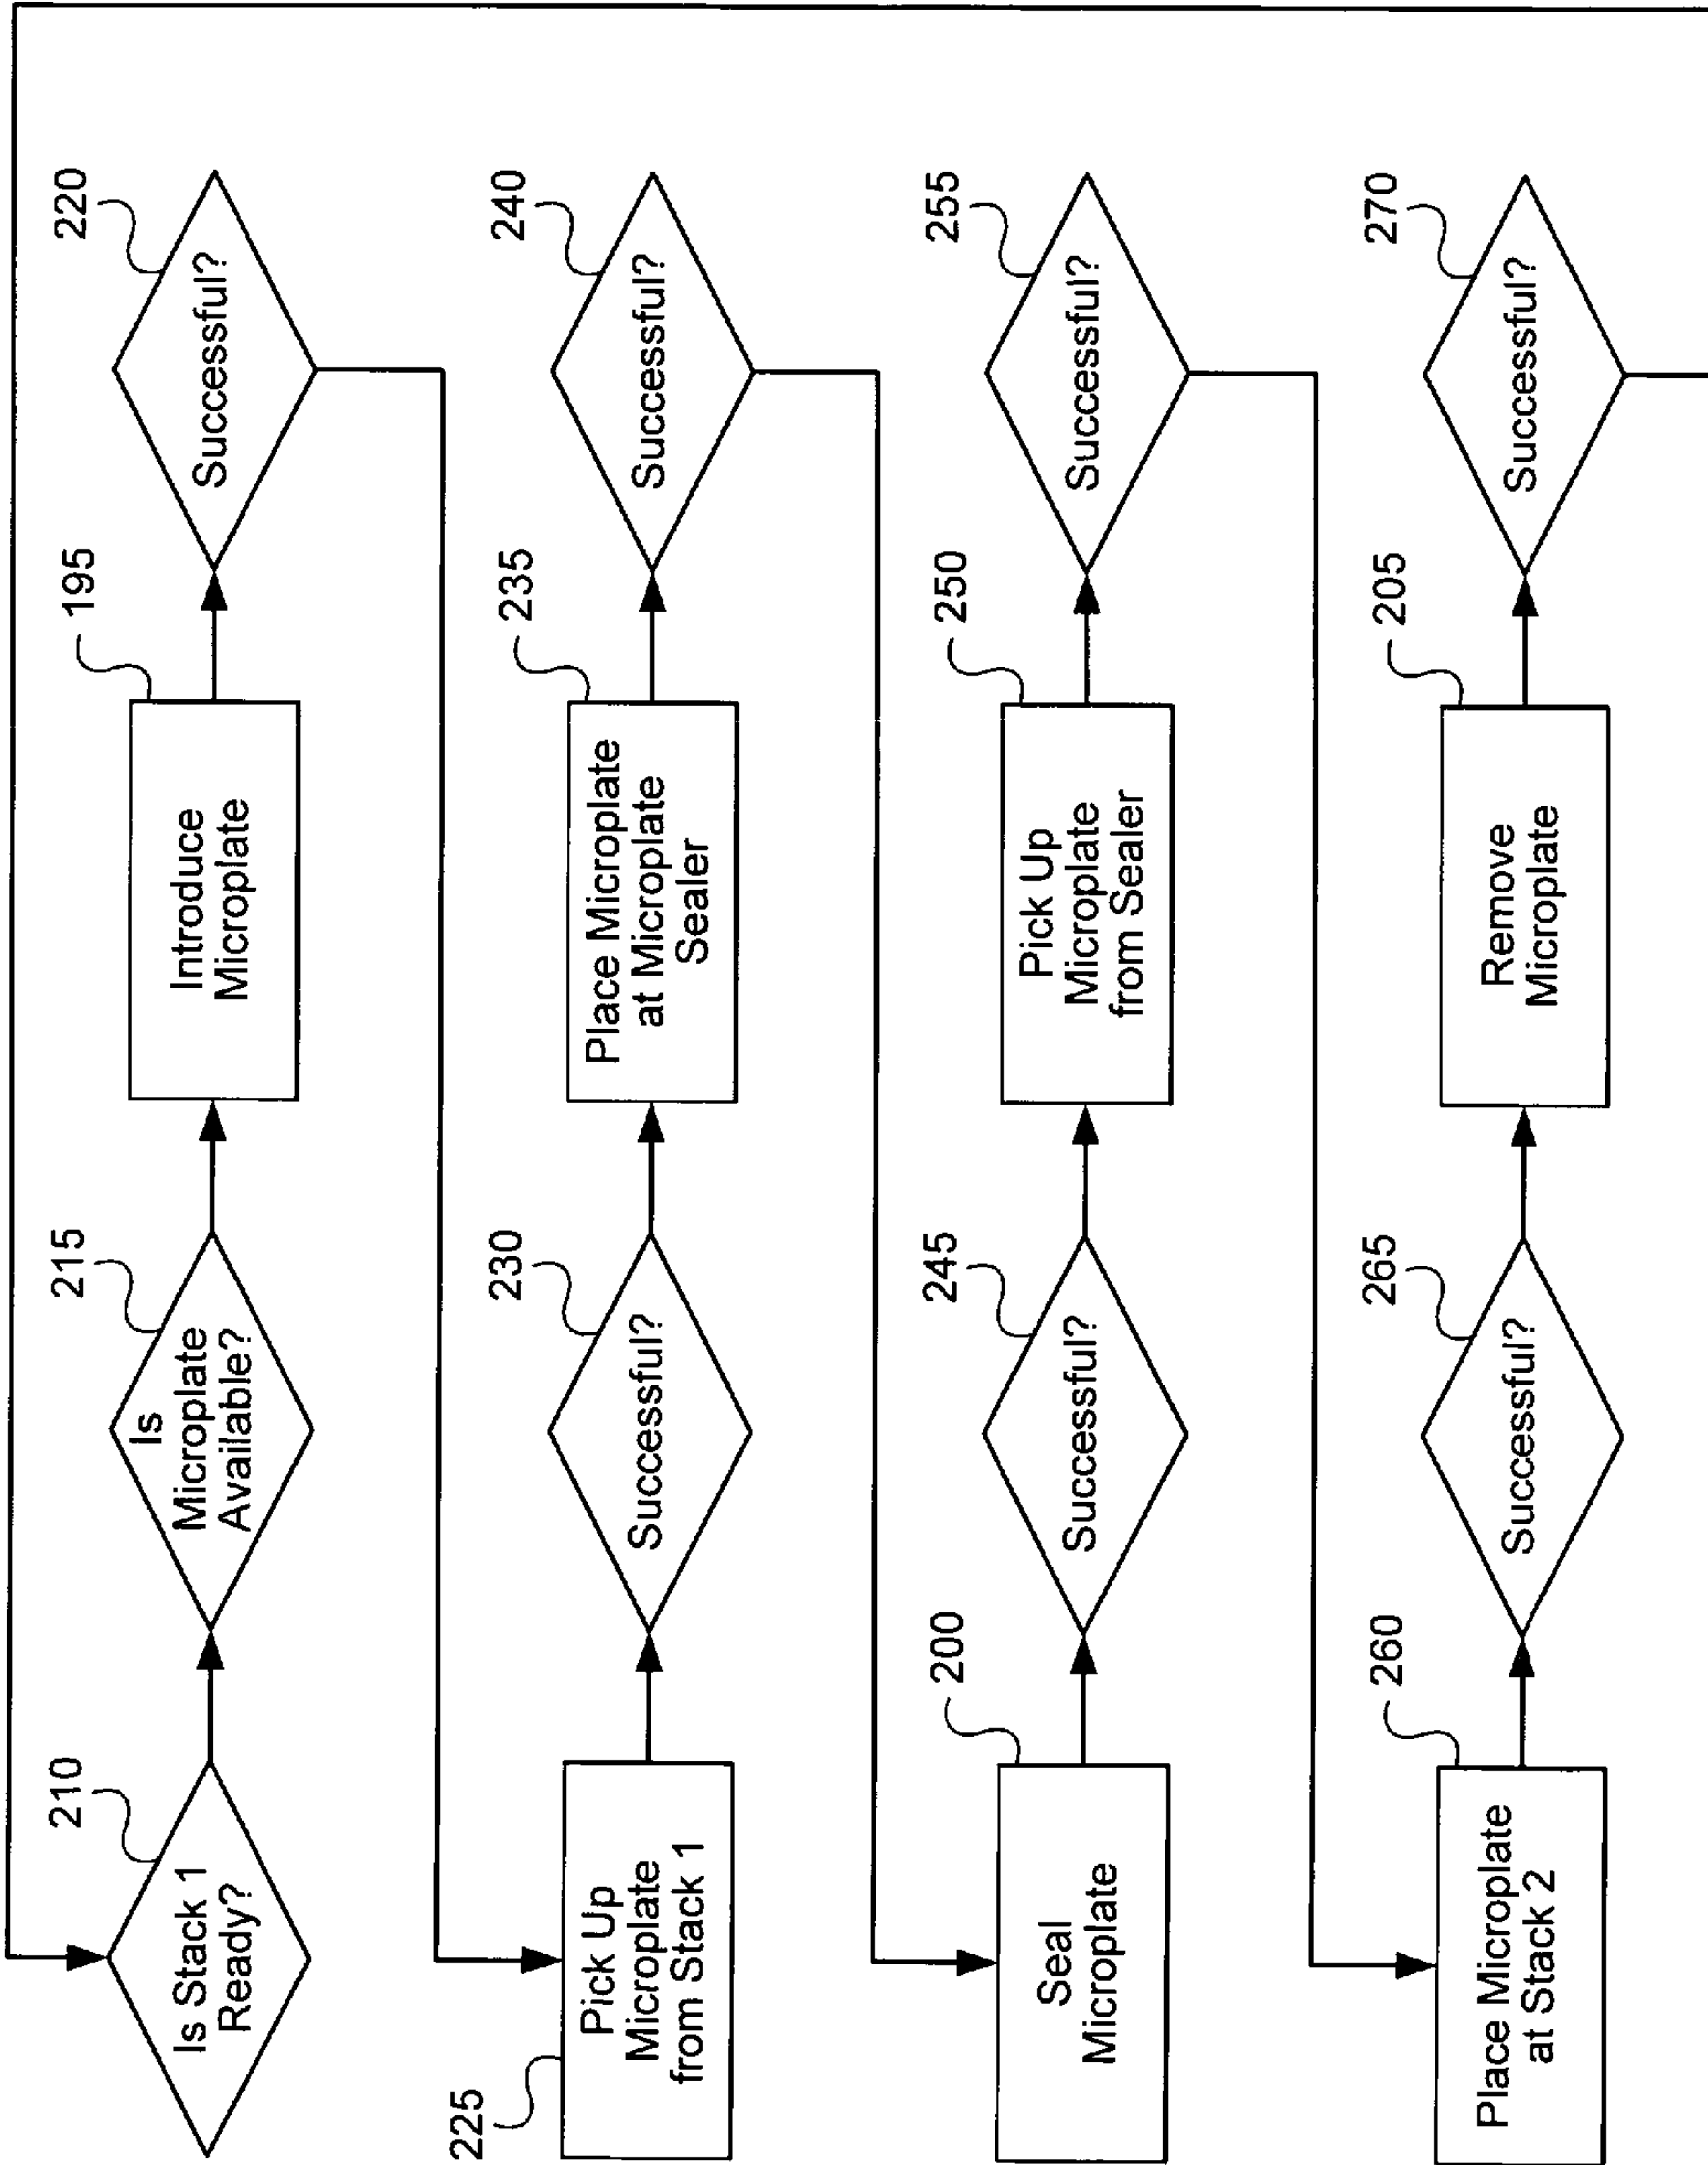 210
Is Stack 1
Ready?
215
Is
Microplate
Available?
195
Introduce
Microplate
220
Successful?
225
Pick Up
Microplate
from Stack 1
230
Successful?
235
Place Microplate
at Microplate
Sealer
240
Successful?
200
Seal
Microplate
245
Successful?
250
Pick Up
Microplate
from Sealer
255
Successful?
260
Place Microplate
at Stack 2
265
Successful?
205
Remove
Microplate
270
Successful?